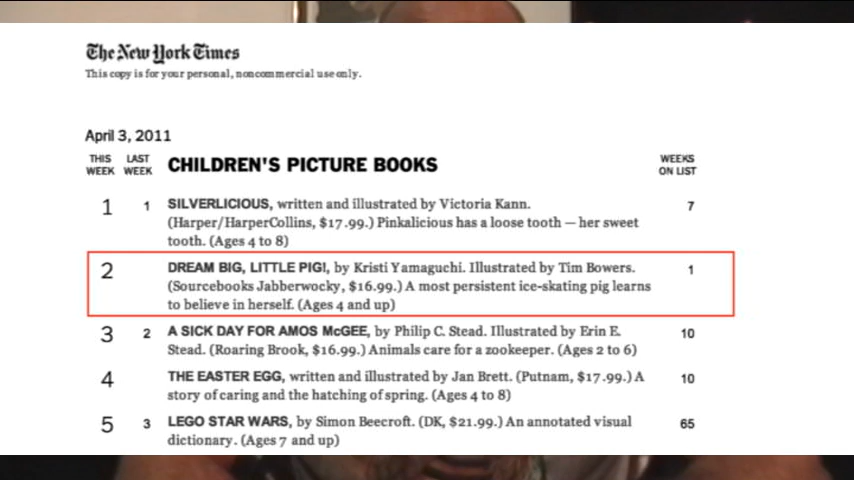 The New York Times
This copy is for your personal, noncommercial use only.
April 3, 2011
THIS WEEK LAST WEEK CHILDREN'S PICTURE BOOKS WEEKS ON LIST
1 1 SILVERLICIOUS, written and illustrated by Victoria Kann. 7
(Harper/HarperCollins, $17.99.) Pinkalicious has a loose tooth — her sweet
tooth. (Ages 4 to 8)
2 DREAM BIG, LITTLE PIG!, by Kristi Yamaguchi. Illustrated by Tim Bowers. 1
(Sourcebooks Jabberwocky, $16.99.) A most persistent ice-skating pig learns
to believe in herself. (Ages 4 and up)
3 2 A SICK DAY FOR AMOS McGEE, by Philip C. Stead. Illustrated by Erin E. 10
Stead. (Roaring Brook, $16.99.) Animals care for a zookeeper. (Ages 2 to 6)
4 THE EASTER EGG, written and illustrated by Jan Brett. (Putnam, $17.99.) A 10
story of caring and the hatching of spring. (Ages 4 to 8)
5 3 LEGO STAR WARS, by Simon Beecroft. (DK, $21.99.) An annotated visual 65
dictionary. (Ages 7 and up)